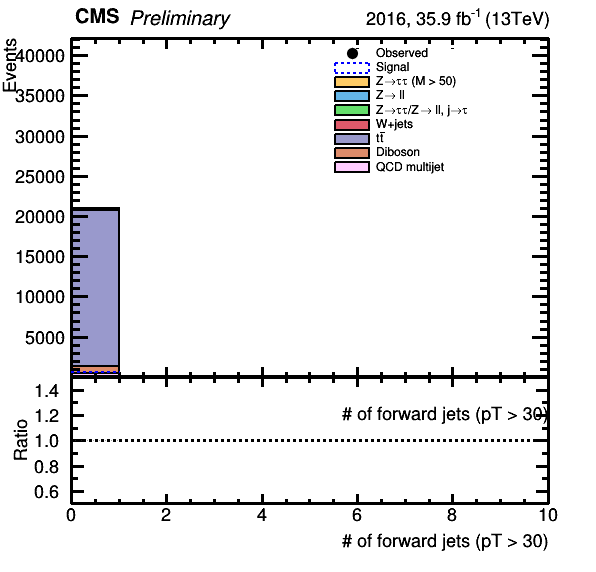 CMS Preliminary 2016, 35.9 fb⁻¹ (13TeV)
Events
40000
35000
30000
25000
20000
15000
10000
5000
Observed
Signal
Z→ττ (M > 50)
Z→ ll
Z→ττ/Z→ ll, j→τ
W+jets
tt̄
Diboson
QCD multijet
Ratio
1.4
1.2
1.0
0.8
0.6
# of forward jets (pT > 30)
0 2 4 6 8 10
# of forward jets (pT > 30)